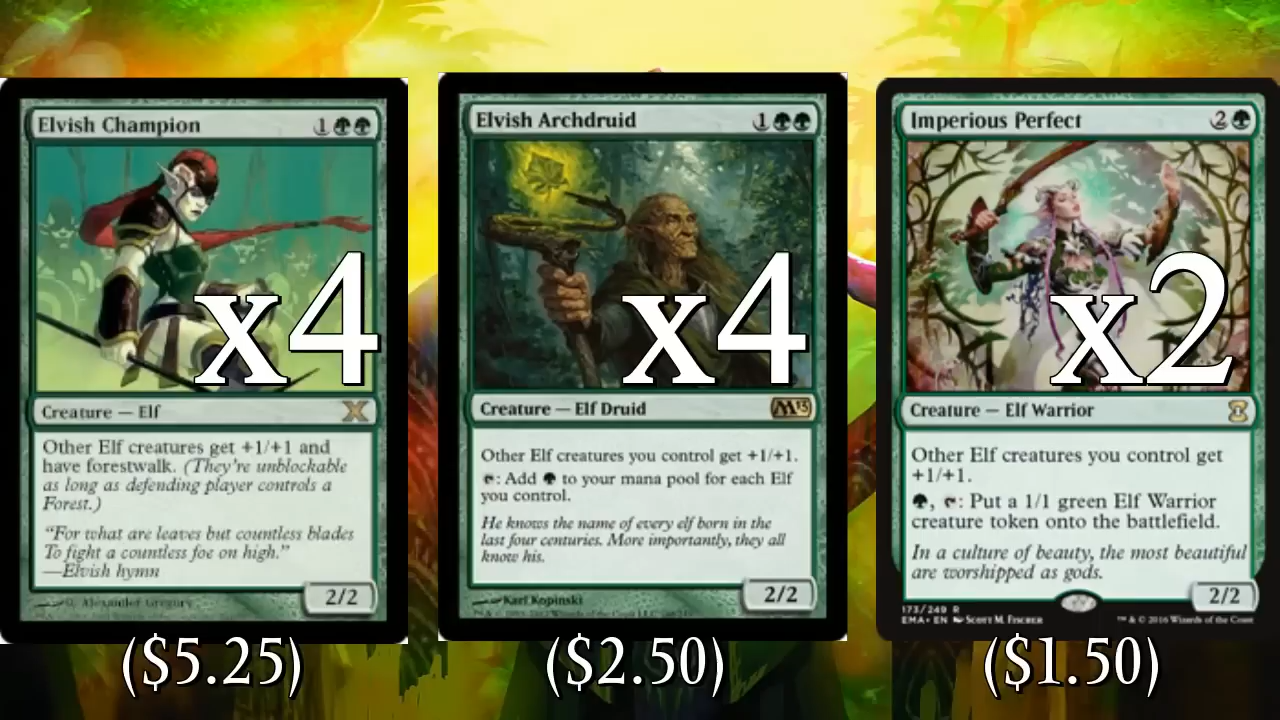 Elvish Champion 1
x4
Creature — Elf
Other Elf creatures get +1/+1 and
have forestwalk. (They're unblockable
as long as defending player controls a
Forest.)
"For what are leaves but countless blades
To fight a countless foe on high."
—Elvish hymn
2/2
D. Alexander Gregory
($5.25)
Elvish Archdruid 1
x4
Creature — Elf Druid
M15
Other Elf creatures you control get +1/+1.
: Add to your mana pool for each Elf
you control.
He knows the name of every elf born in the
last four centuries. More importantly, they all
know his.
2/2
Karl Kopinski
($2.50)
Imperious Perfect 2
x2
Creature — Elf Warrior
Other Elf creatures you control get
+1/+1.
, : Put a 1/1 green Elf Warrior
creature token onto the battlefield.
In a culture of beauty, the most beautiful
are worshipped as gods.
2/2
173/249 R
EMA • EN Scott M. Fischer
™ & © 2016 Wizards of the Coast
($1.50)